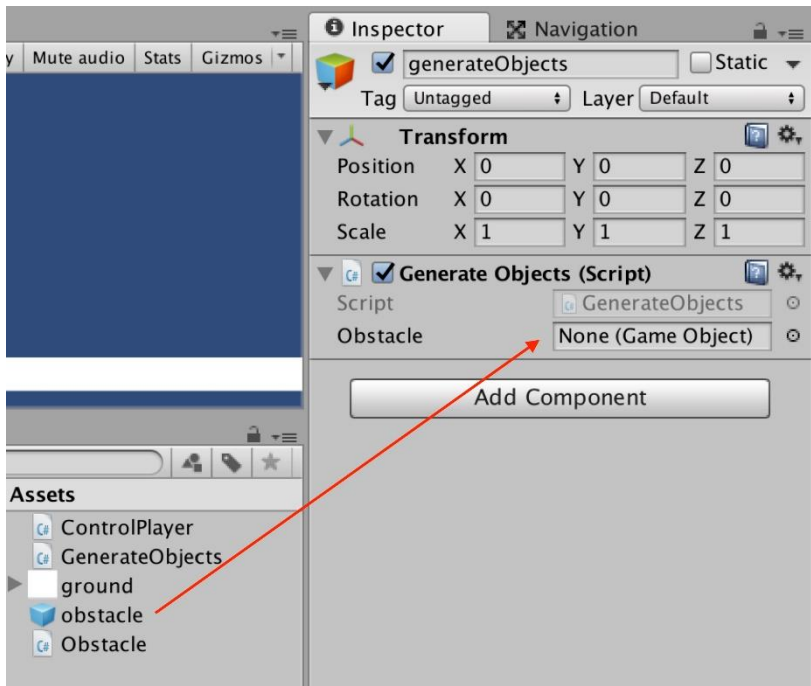 Inspector Navigation
y Mute audio Stats Gizmos
generateObjects Static
Tag Untagged Layer Default
Transform
Position X 0 Y 0 Z 0
Rotation X 0 Y 0 Z 0
Scale X 1 Y 1 Z 1
C# Generate Objects (Script)
Script GenerateObjects
Obstacle None (Game Object)
Add Component
Assets
C# ControlPlayer
C# GenerateObjects
ground
obstacle
C# Obstacle